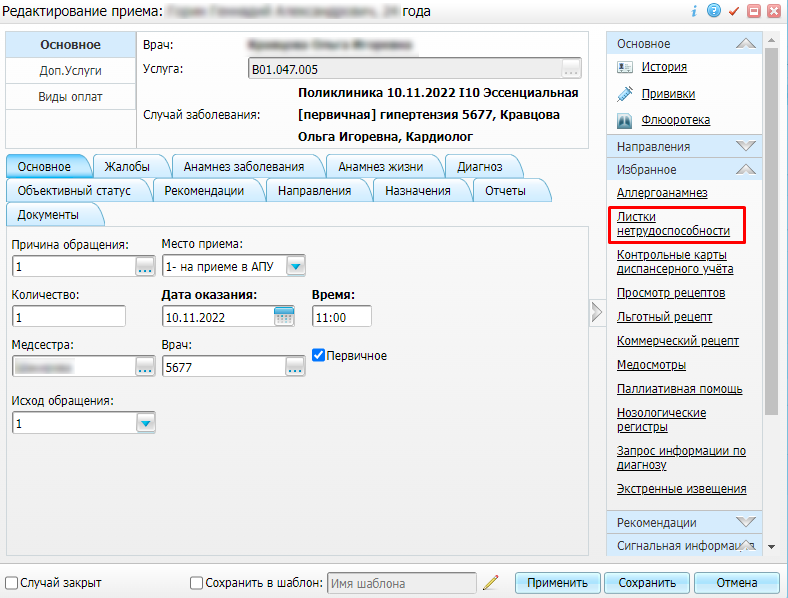 Редактирование приема: года
Основное
Доп.Услуги
Виды оплат
Врач:
Услуга:
B01.047.005
...
Случай заболевания:
Поликлиника 10.11.2022 I10 Эссенциальная
[первичная] гипертензия 5677, Кравцова
Ольга Игоревна, Кардиолог
Основное
Жалобы
Анамнез заболевания
Анамнез жизни
Диагноз
Объективный статус
Рекомендации
Направления
Назначения
Отчеты
Документы
Причина обращения:
Место приема:
1
...
1- на приеме в АПУ
Количество:
Дата оказания:
Время:
1
10.11.2022
11:00
Медсестра:
Врач:
...
5677
...
Первичное
Исход обращения:
1
Основное
История
Прививки
Флюоротека
Направления
Избранное
Аллергоанамнез
Листки
нетрудоспособности
Контрольные карты
диспансерного учёта
Просмотр рецептов
Льготный рецепт
Коммерческий рецепт
Медосмотры
Паллиативная помощь
Нозологические
регистры
Запрос информации по
диагнозу
Экстренные извещения
Рекомендации
Сигнальная информация
Случай закрыт
Сохранить в шаблон:
Имя шаблона
Применить
Сохранить
Отмена